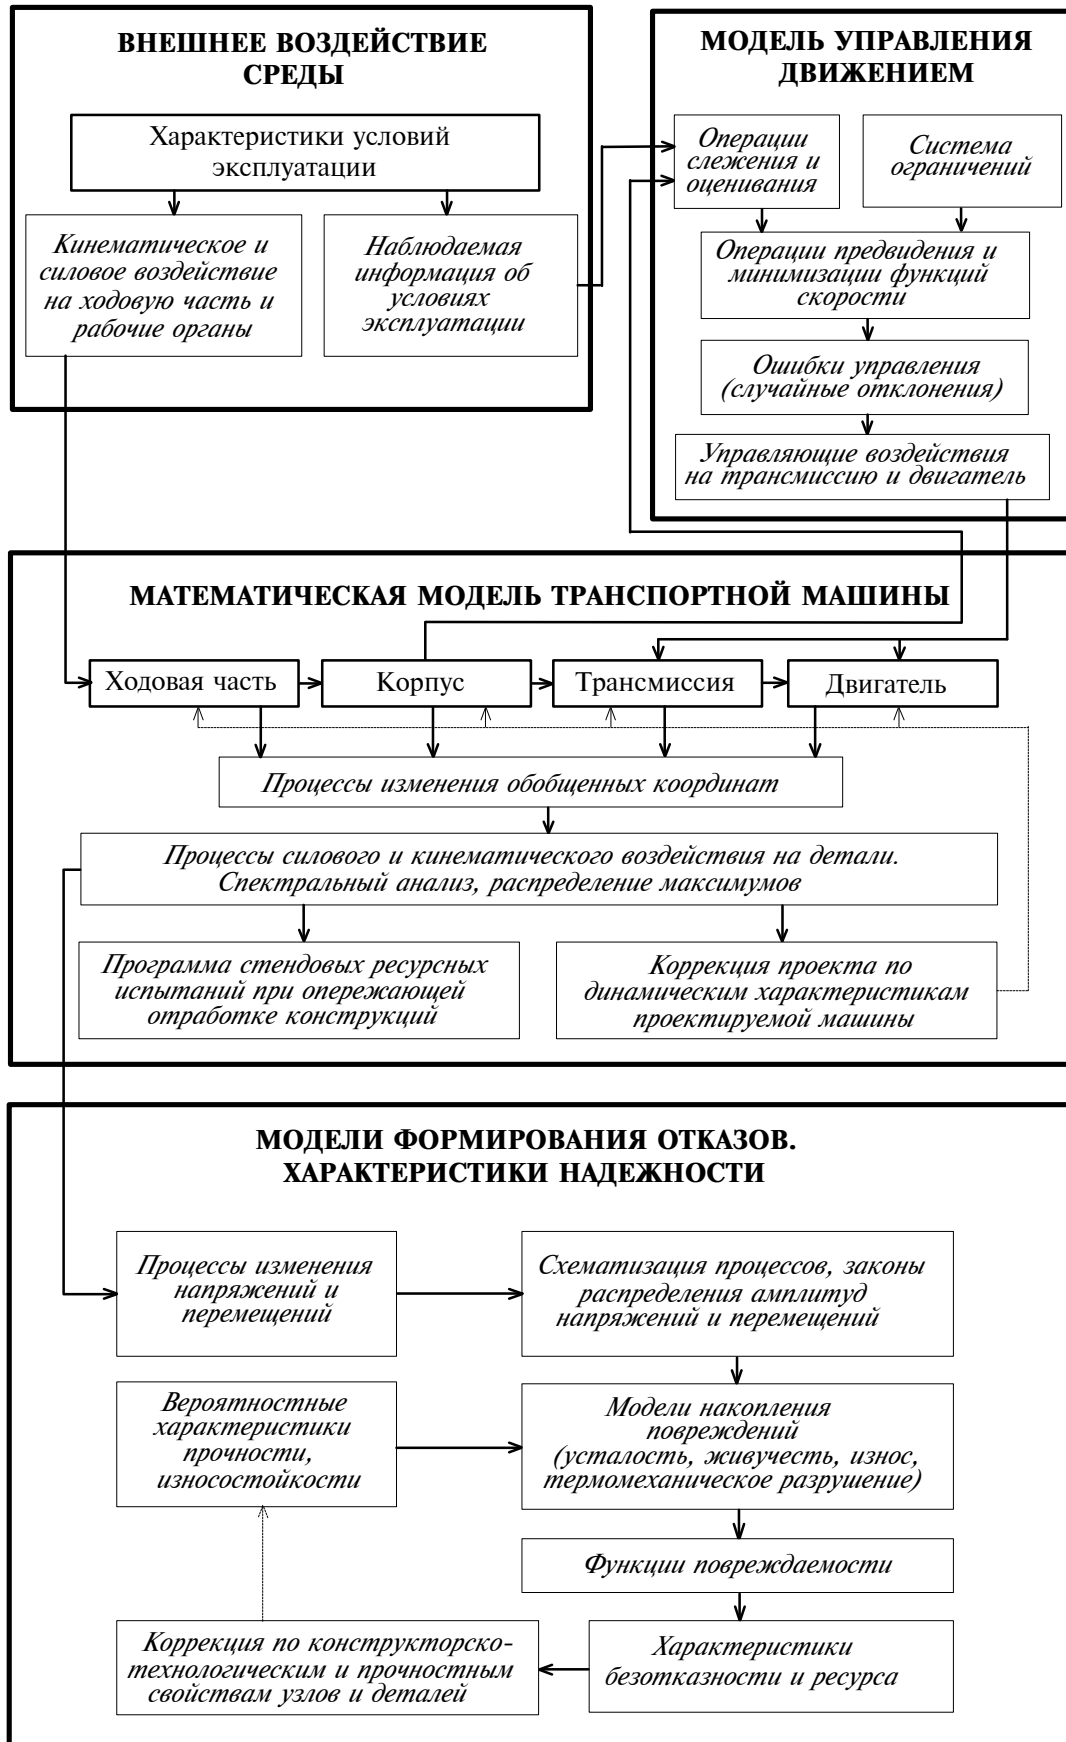 ВНЕШНЕЕ ВОЗДЕЙСТВИЕ
СРЕДЫ
Характеристики условий
эксплуатации
Кинематическое и
силовое воздействие
на ходовую часть и
рабочие органы
Наблюдаемая
информация об
условиях
эксплуатации
МОДЕЛЬ УПРАВЛЕНИЯ
ДВИЖЕНИЕМ
Операции
слежения и
оценивания
Система
ограничений
Операции предвидения и
минимизации функций
скорости
Ошибки управления
(случайные отклонения)
Управляющие воздействия
на трансмиссию и двигатель
МАТЕМАТИЧЕСКАЯ МОДЕЛЬ ТРАНСПОРТНОЙ МАШИНЫ
Ходовая часть
Корпус
Трансмиссия
Двигатель
Процессы изменения обобщенных координат
Процессы силового и кинематического воздействия на детали.
Спектральный анализ, распределение максимумов
Программа стендовых ресурсных
испытаний при опережающей
отработке конструкций
Коррекция проекта по
динамическим характеристикам
проектируемой машины
МОДЕЛИ ФОРМИРОВАНИЯ ОТКАЗОВ.
ХАРАКТЕРИСТИКИ НАДЕЖНОСТИ
Процессы изменения
напряжений и
перемещений
Схематизация процессов, законы
распределения амплитуд
напряжений и перемещений
Вероятностные
характеристики
прочности,
износостойкости
Модели накопления
повреждений
(усталость, живучесть, износ,
термомеханическое разрушение)
Функции повреждаемости
Коррекция по конструкторско-
технологическим и прочностным
свойствам узлов и деталей
Характеристики
безотказности и ресурса